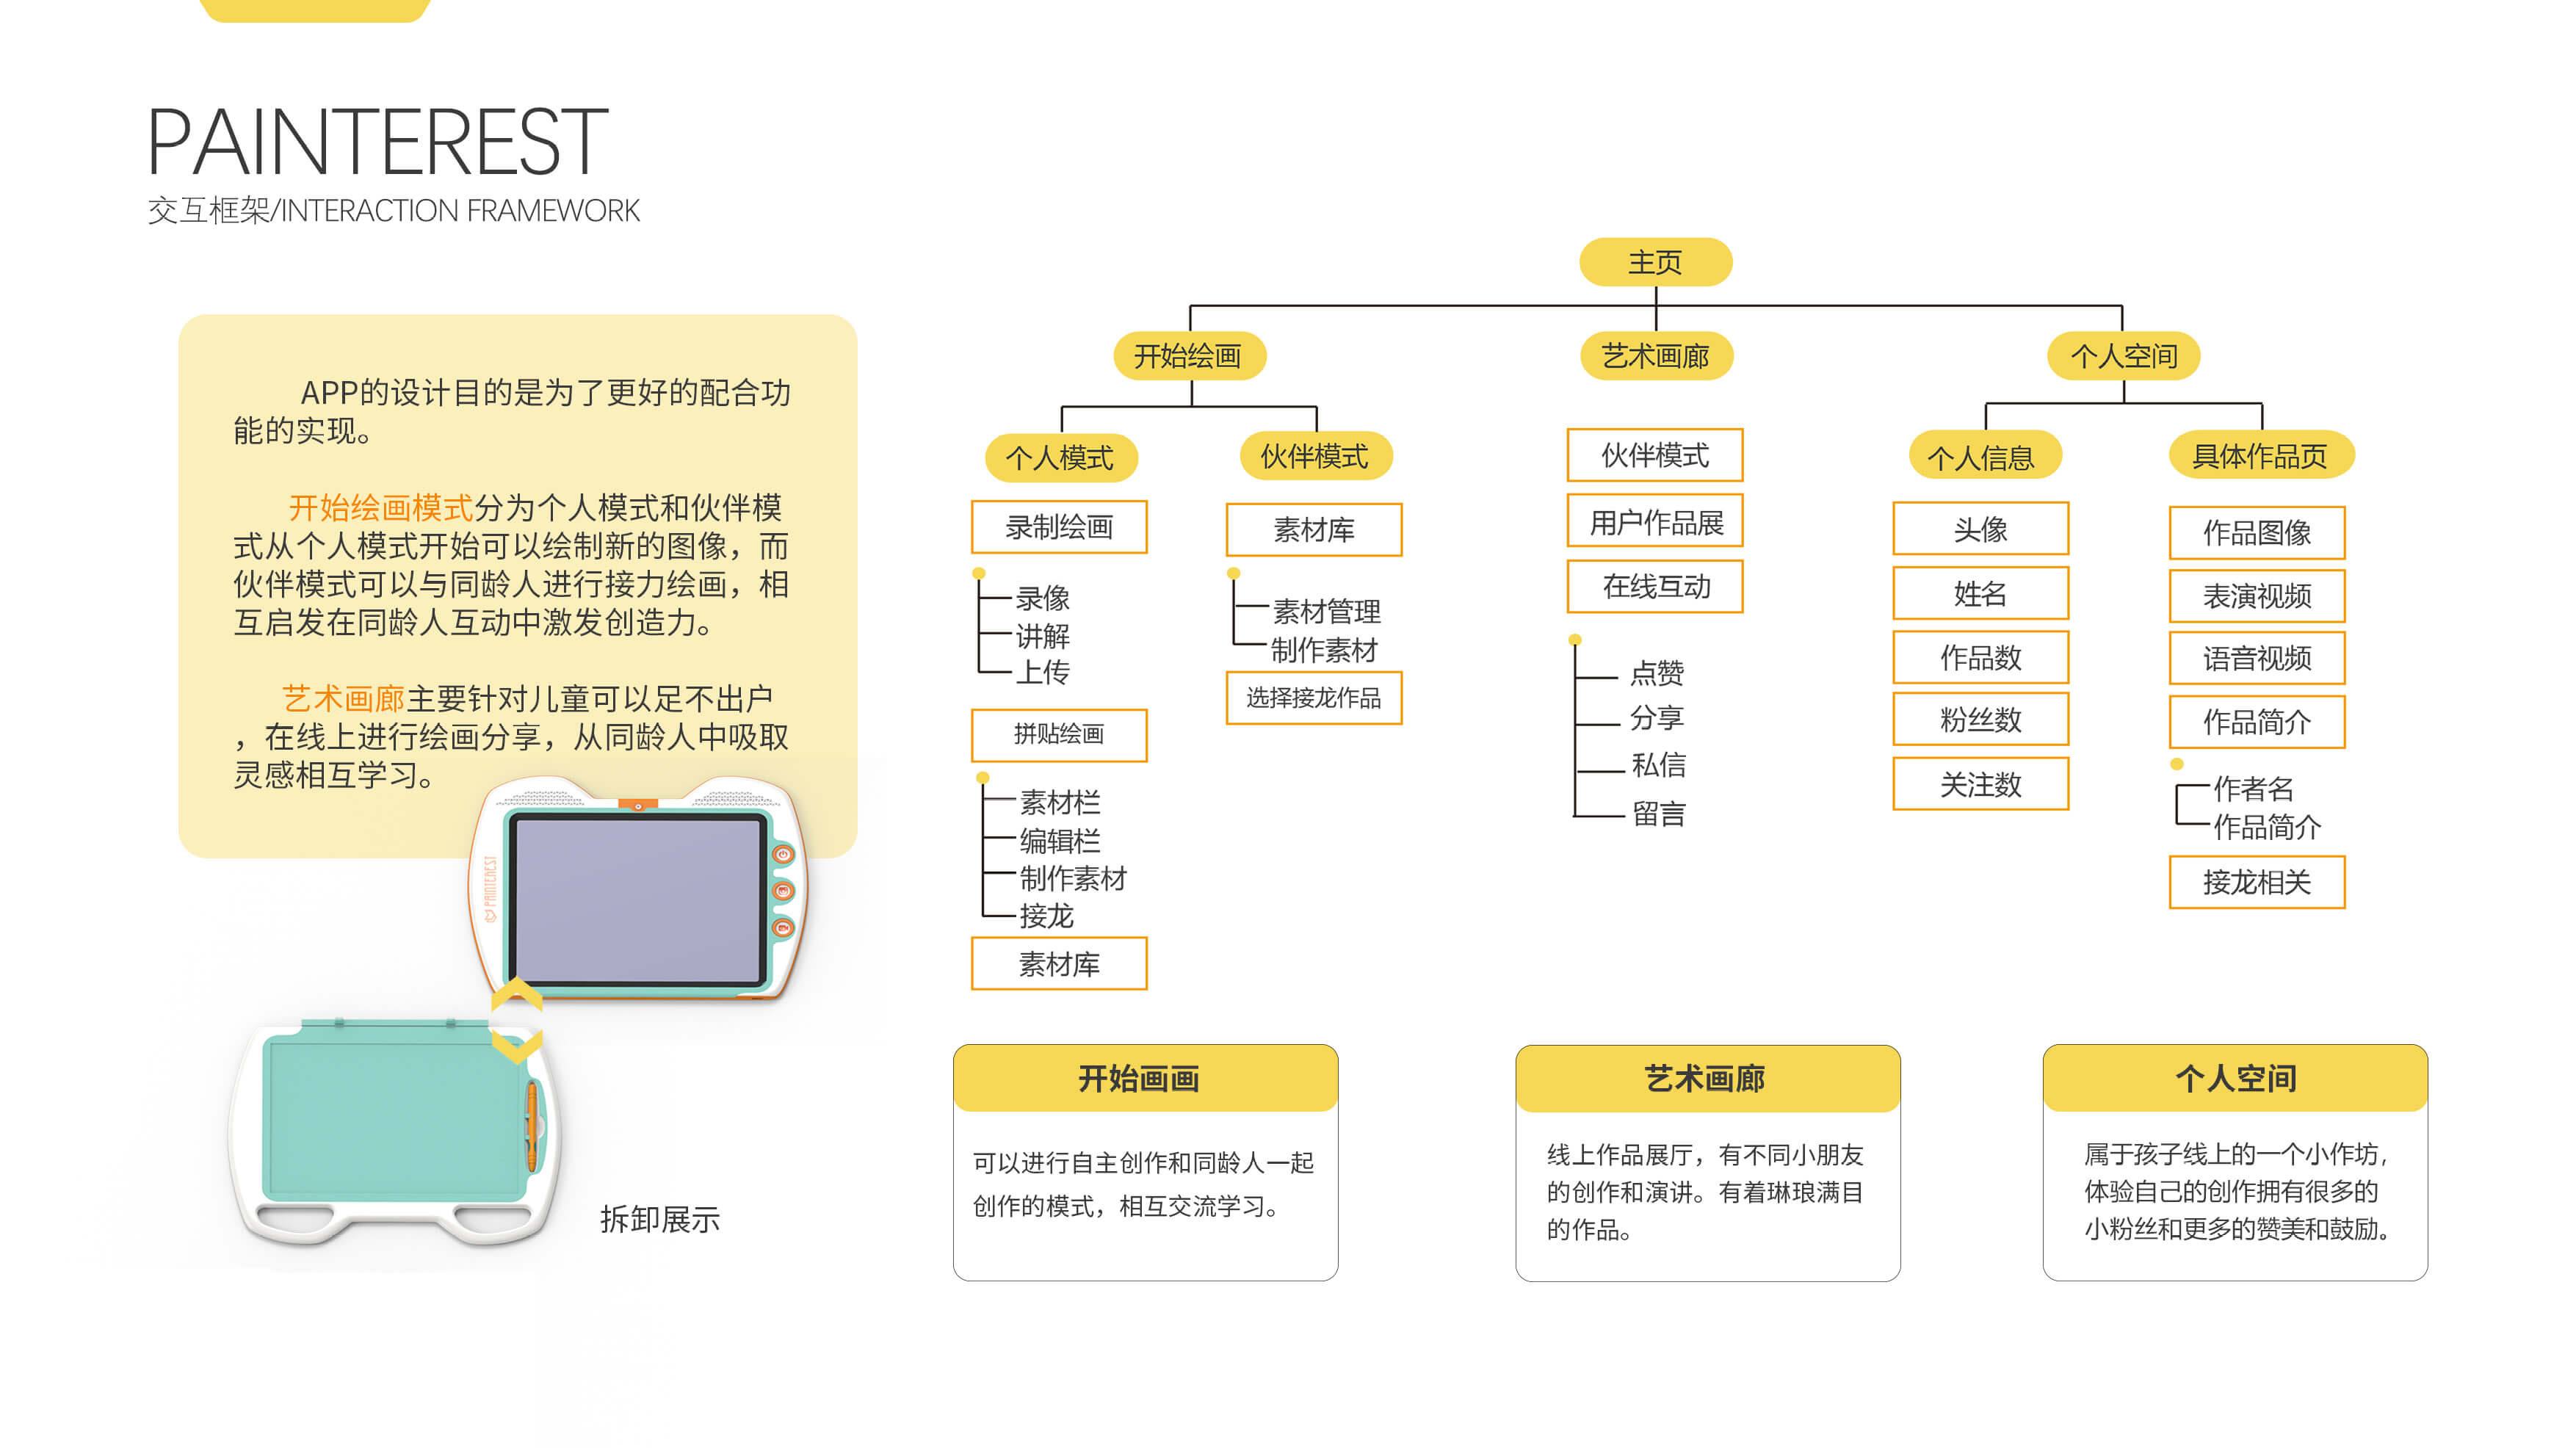 PAINTEREST
交互框架/INTERACTION FRAMEWORK
APP的设计目的是为了更好的配合功
能的实现。
开始绘画模式分为个人模式和伙伴模
式从个人模式开始可以绘制新的图像，而
伙伴模式可以与同龄人进行接力绘画，相
互启发在同龄人互动中激发创造力。
艺术画廊主要针对儿童可以足不出户
，在线上进行绘画分享，从同龄人中吸取
灵感相互学习。
PAINTEREST
拆卸展示
主页
开始绘画
艺术画廊
个人空间
个人模式
录制绘画
录像
讲解
上传
拼贴绘画
素材栏
编辑栏
制作素材
接龙
素材库
伙伴模式
素材库
素材管理
制作素材
选择接龙作品
伙伴模式
用户作品展
在线互动
点赞
分享
私信
留言
个人信息
头像
姓名
作品数
粉丝数
关注数
具体作品页
作品图像
表演视频
语音视频
作品简介
作者名
作品简介
接龙相关
开始画画
可以进行自主创作和同龄人一起
创作的模式，相互交流学习。
艺术画廊
线上作品展厅，有不同小朋友
的创作和演讲。有着琳琅满目
的作品。
个人空间
属于孩子线上的一个小作坊，
体验自己的创作拥有很多的
小粉丝和更多的赞美和鼓励。